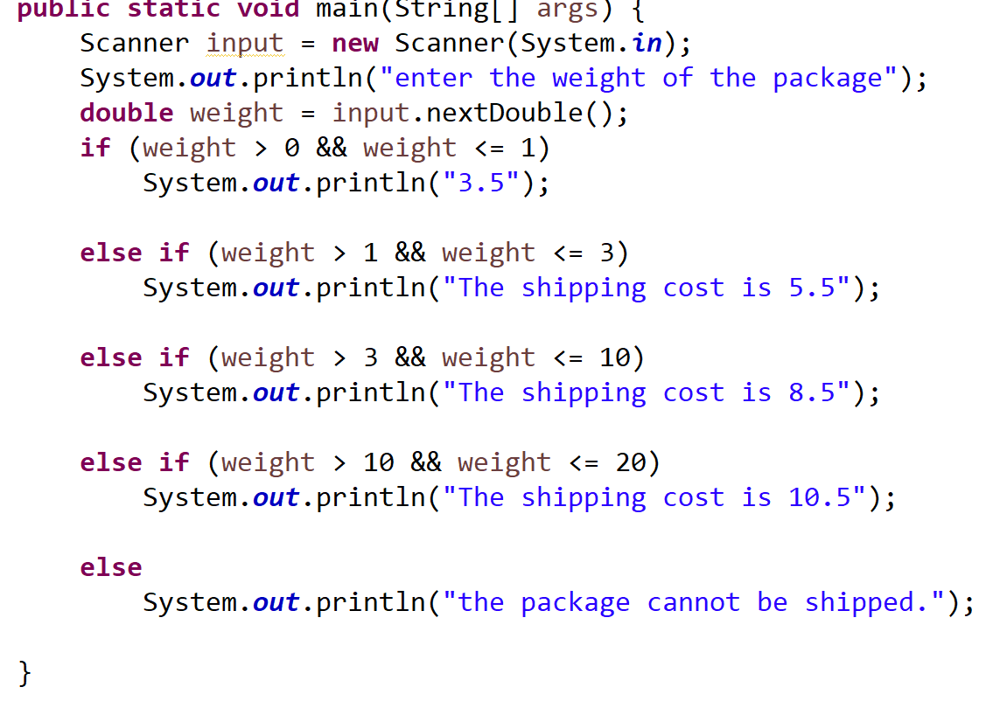 public static void main(String[] args) {
Scanner input = new Scanner(System.in);
System.out.println("enter the weight of the package");
double weight = input.nextDouble();
if (weight > 0 && weight <= 1)
System.out.println("3.5");
else if (weight > 1 && weight <= 3)
System.out.println("The shipping cost is 5.5");
else if (weight > 3 && weight <= 10)
System.out.println("The shipping cost is 8.5");
else if (weight > 10 && weight <= 20)
System.out.println("The shipping cost is 10.5");
else
System.out.println("the package cannot be shipped.");
}